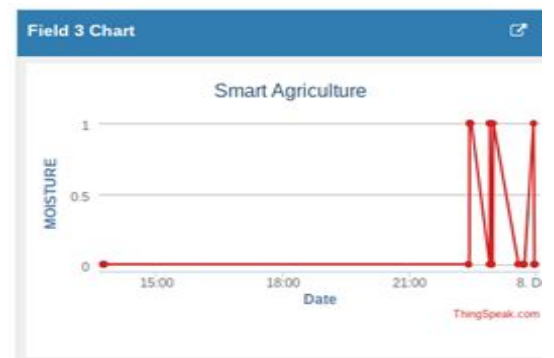 Field 3 Chart
Smart Agriculture
1
0.5
0
MOISTURE
15:00
18:00
21:00
8. D
Date
ThingSpeak.com